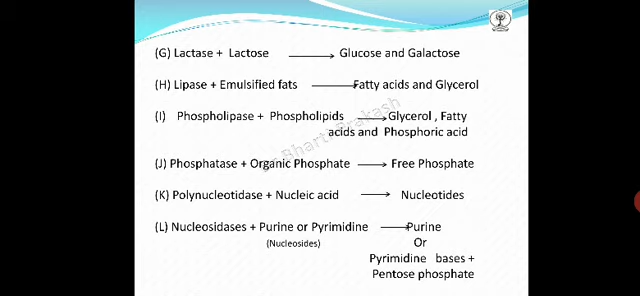 (G) Lactase + Lactose → Glucose and Galactose
(H) Lipase + Emulsified fats → Fatty acids and Glycerol
(I) Phospholipase + Phospholipids → Glycerol , Fatty
acids and Phosphoric acid
(J) Phosphatase + Organic Phosphate → Free Phosphate
(K) Polynucleotidase + Nucleic acid → Nucleotides
(L) Nucleosidases + Purine or Pyrimidine → Purine
(Nucleosides) Or
Pyrimidine bases +
Pentose phosphate
Bharti Prakash